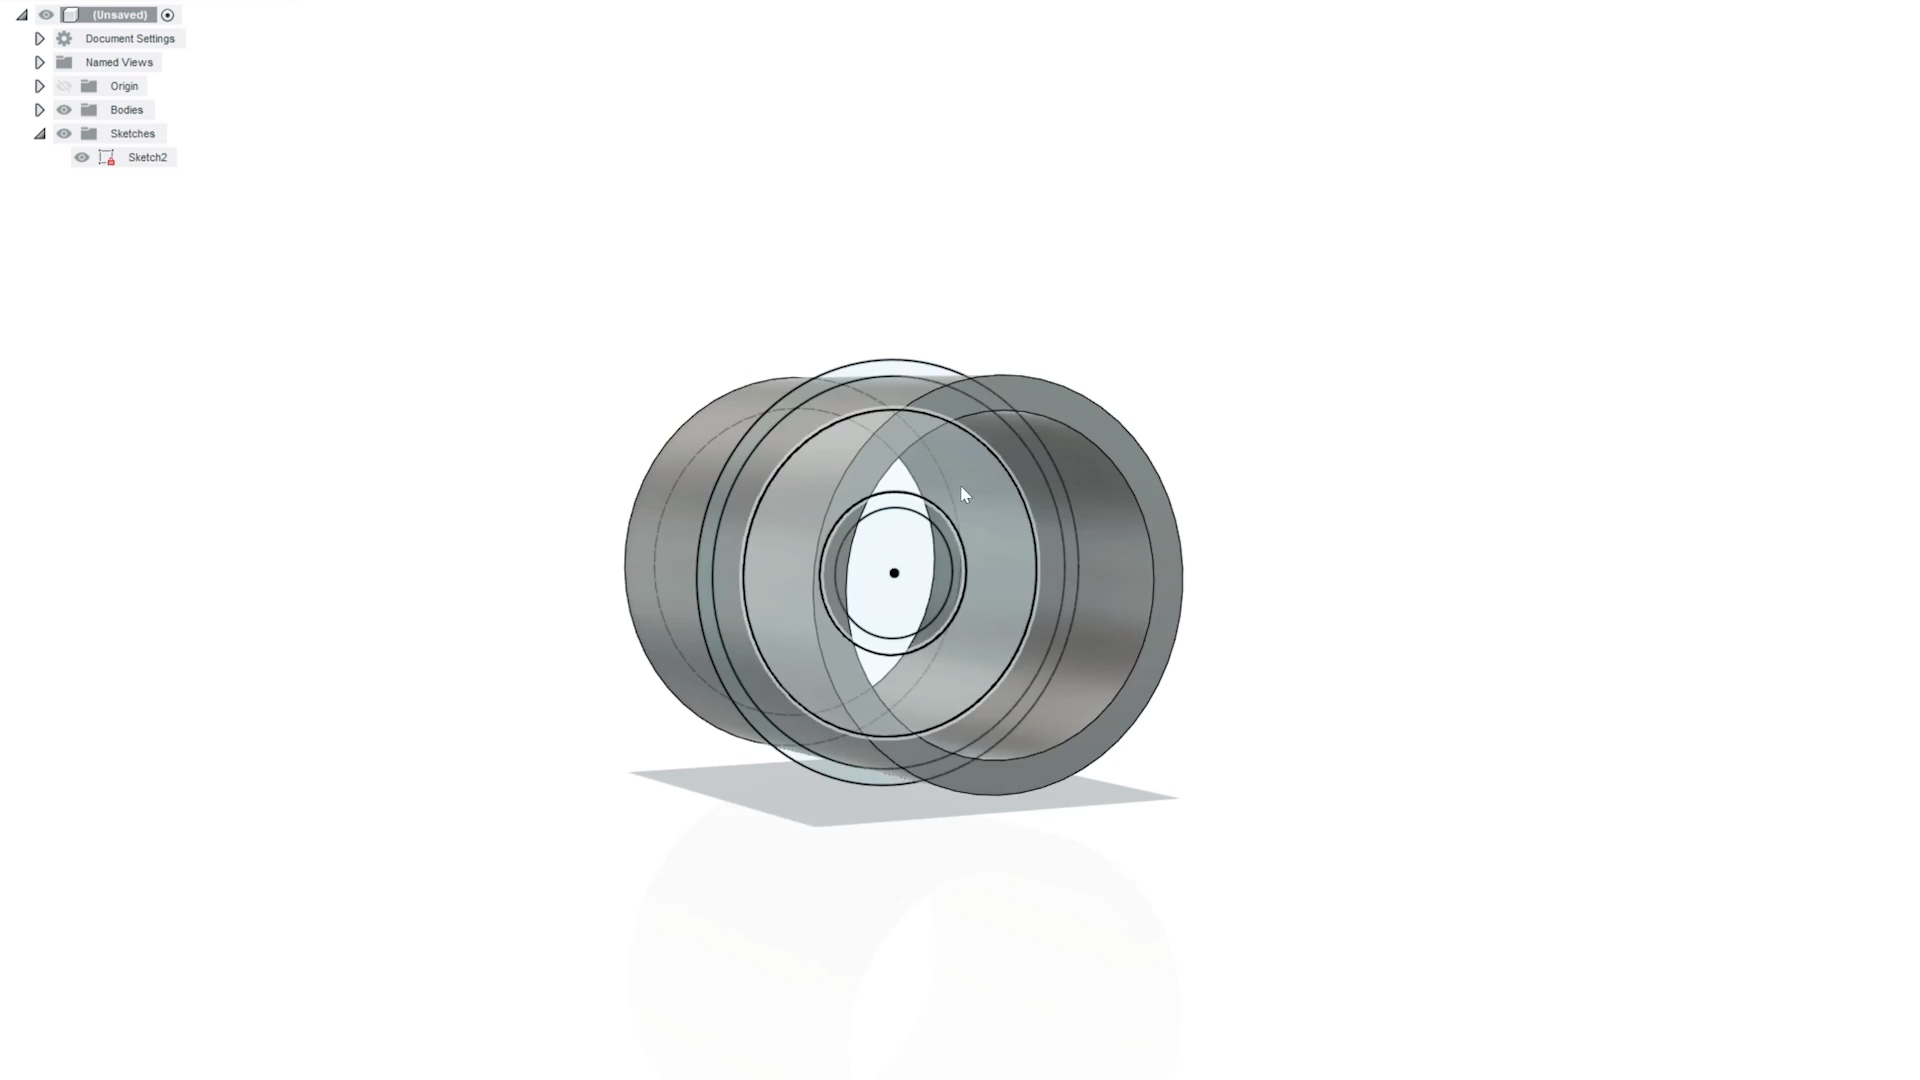 (Unsaved)
Document Settings
Named Views
Origin
Bodies
Sketches
Sketch2